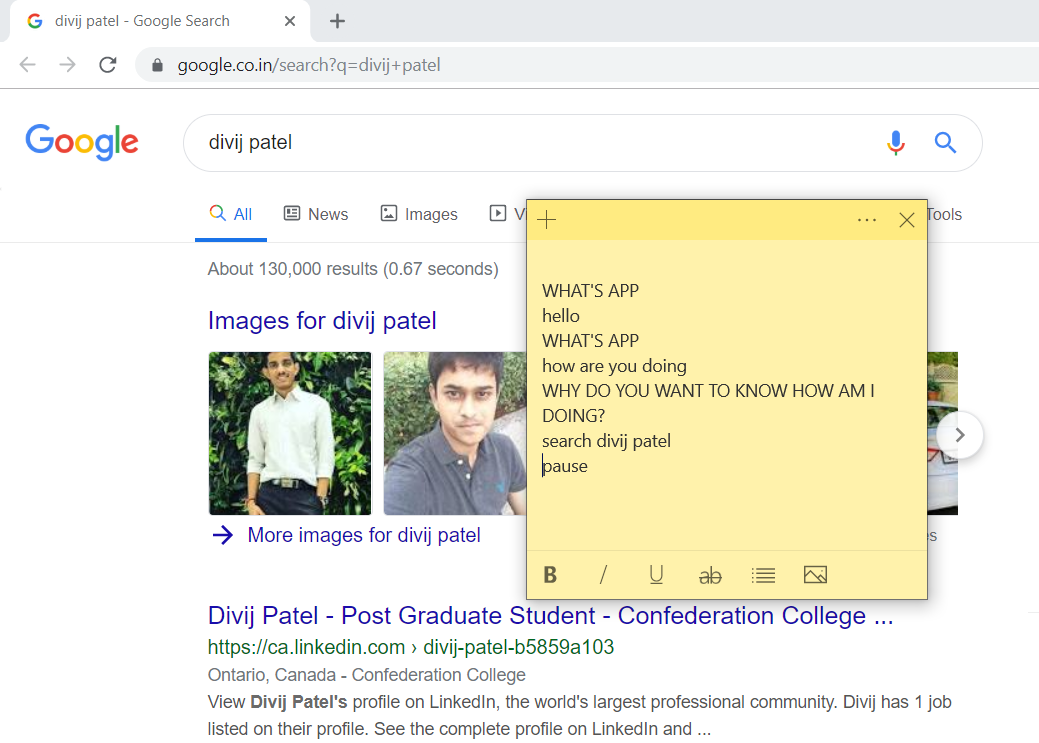 divij patel - Google Search
google.co.in/search?q=divij+patel
Google
divij patel
All News Images Tools
About 130,000 results (0.67 seconds)
Images for divij patel
More images for divij patel
WHAT'S APP
hello
WHAT'S APP
how are you doing
WHY DO YOU WANT TO KNOW HOW AM I
DOING?
search divij patel
pause
B / U ab
Divij Patel - Post Graduate Student - Confederation College ...
https://ca.linkedin.com › divij-patel-b5859a103
Ontario, Canada - Confederation College
View Divij Patel's profile on LinkedIn, the world's largest professional community. Divij has 1 job
listed on their profile. See the complete profile on LinkedIn and ...